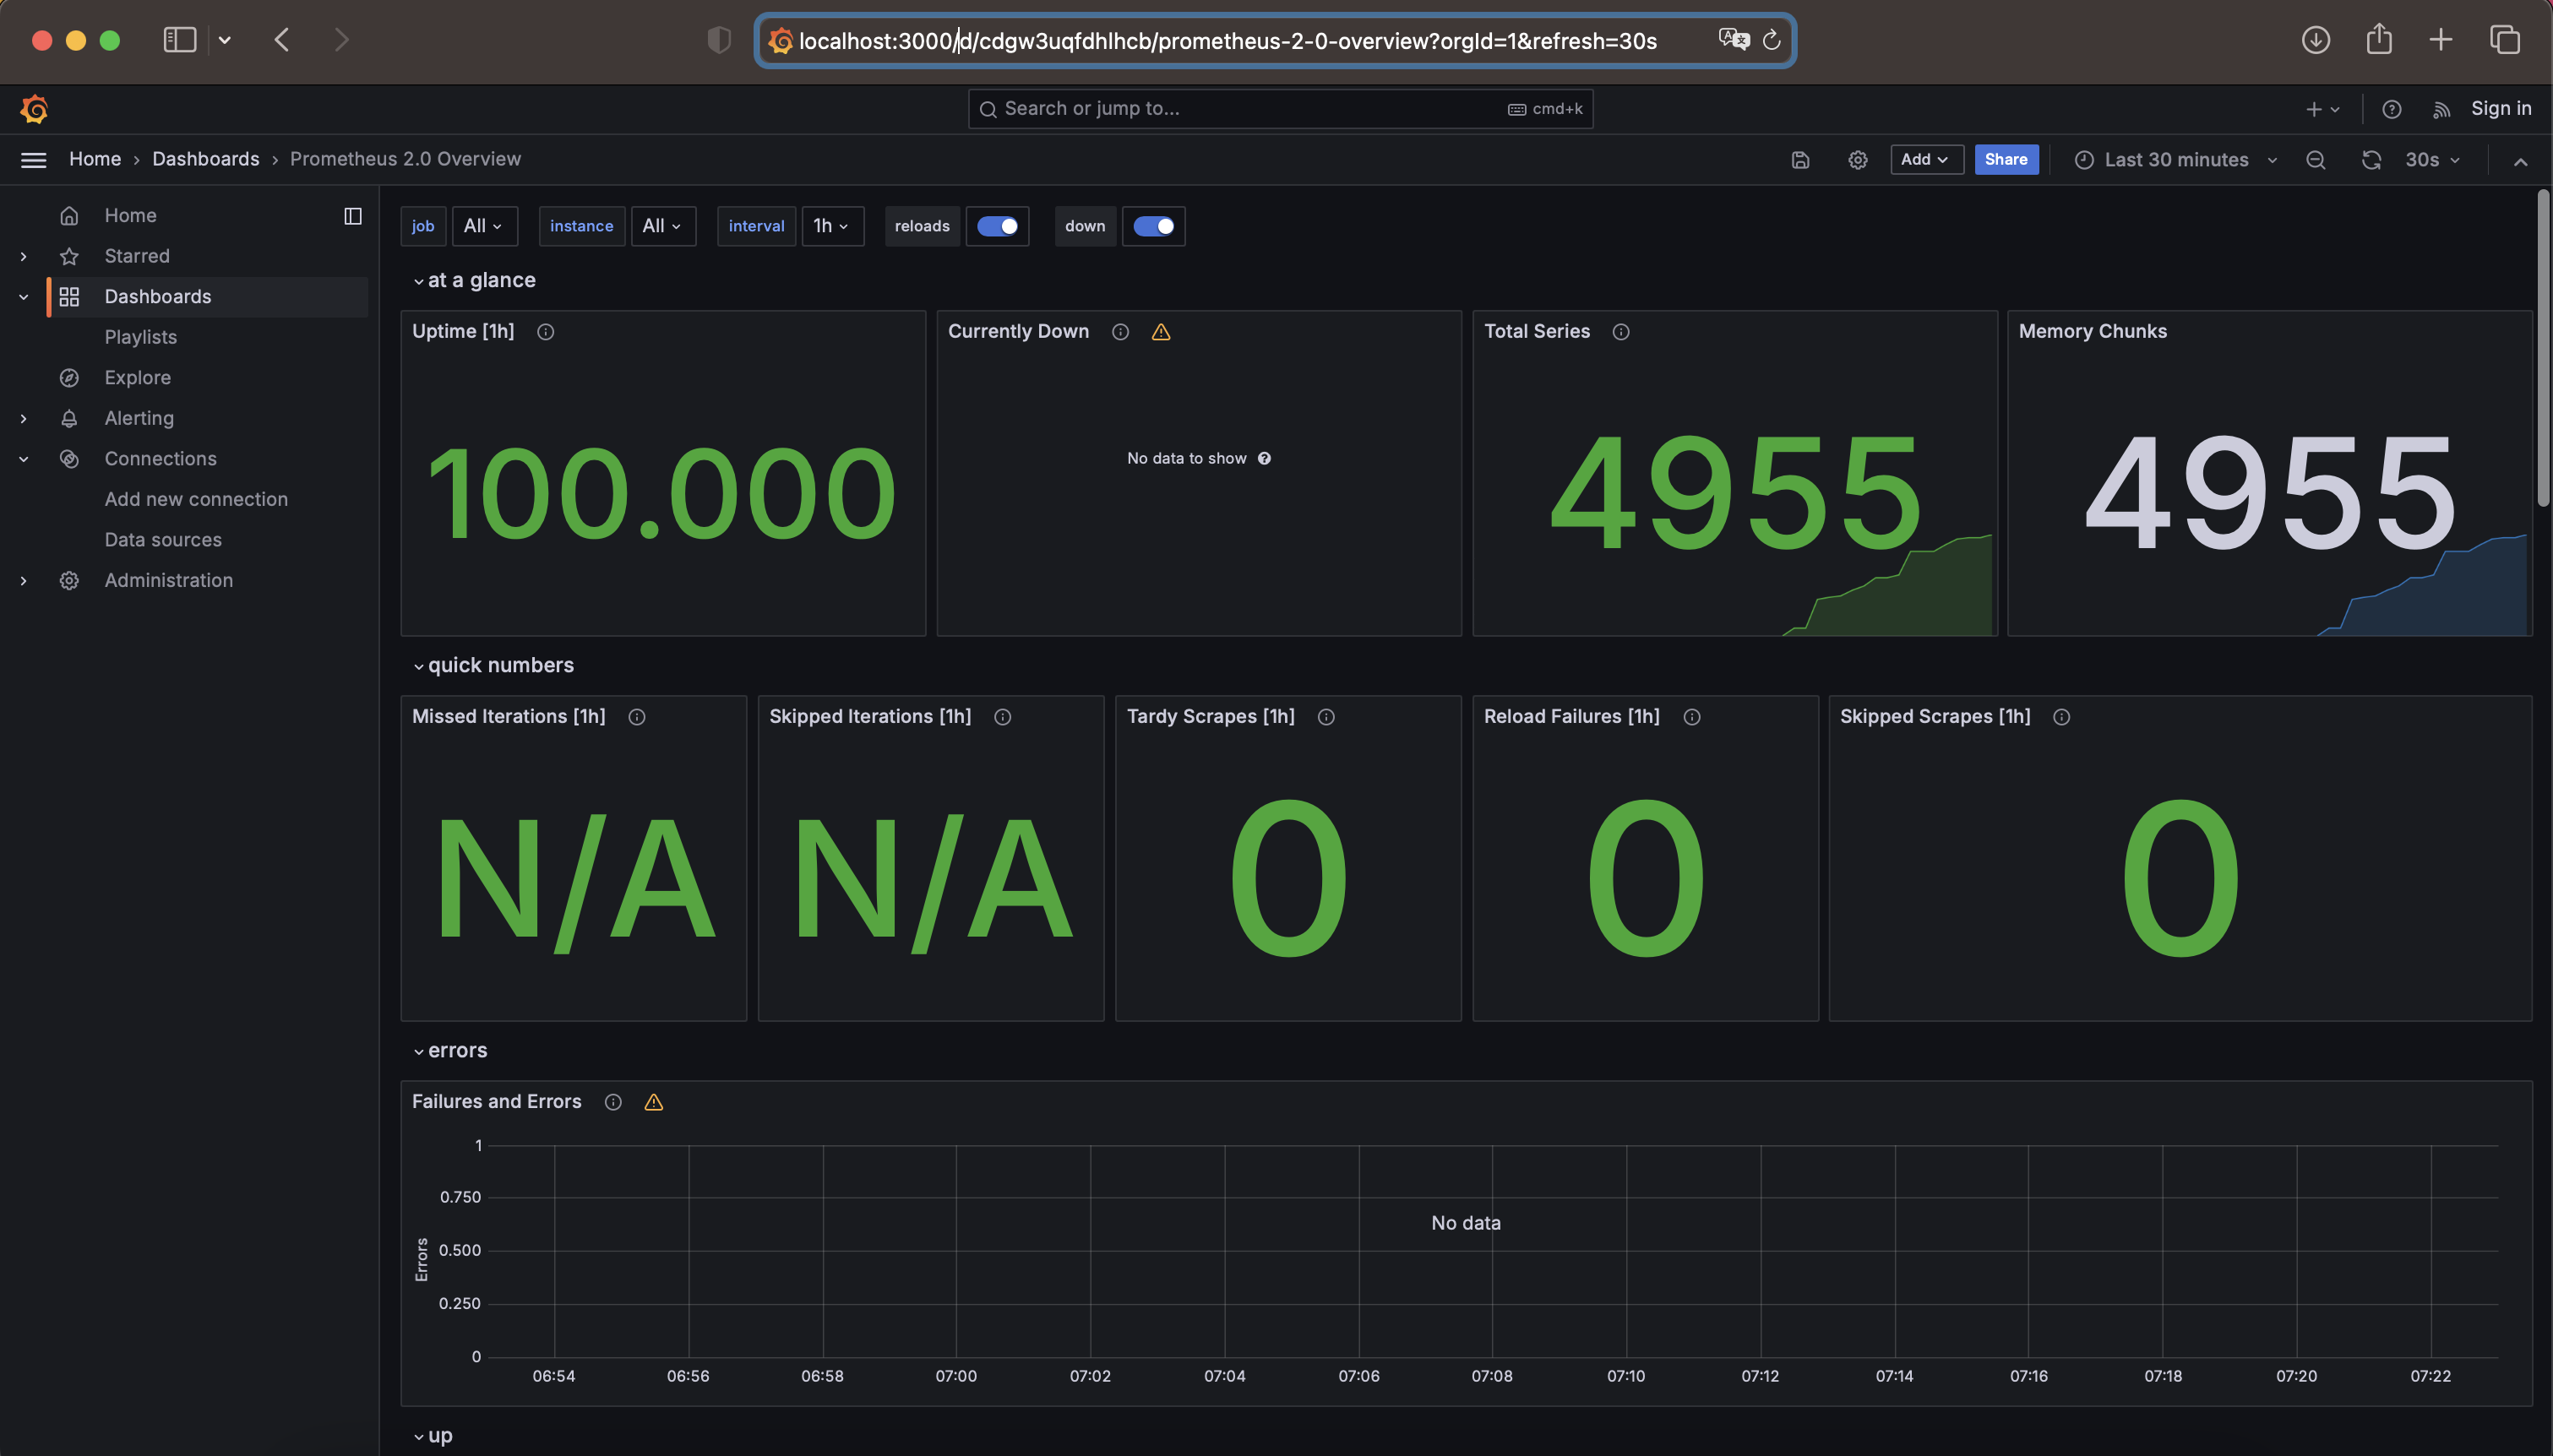 localhost:3000/d/cdgw3uqfdhlhcb/prometheus-2-0-overview?orgId=1&refresh=30s
Search or jump to... cmd+k
Sign in
Home › Dashboards › Prometheus 2.0 Overview
Add
Share
Last 30 minutes
30s
Home
Starred
Dashboards
Playlists
Explore
Alerting
Connections
Add new connection
Data sources
Administration
job All instance All interval 1h reloads down
at a glance
Uptime [1h]
100.000
Currently Down
No data to show
Total Series
4955
Memory Chunks
4955
quick numbers
Missed Iterations [1h]
N/A
Skipped Iterations [1h]
N/A
Tardy Scrapes [1h]
0
Reload Failures [1h]
0
Skipped Scrapes [1h]
0
errors
Failures and Errors
Errors
1
0.750
0.500
0.250
0
No data
06:54 06:56 06:58 07:00 07:02 07:04 07:06 07:08 07:10 07:12 07:14 07:16 07:18 07:20 07:22
up